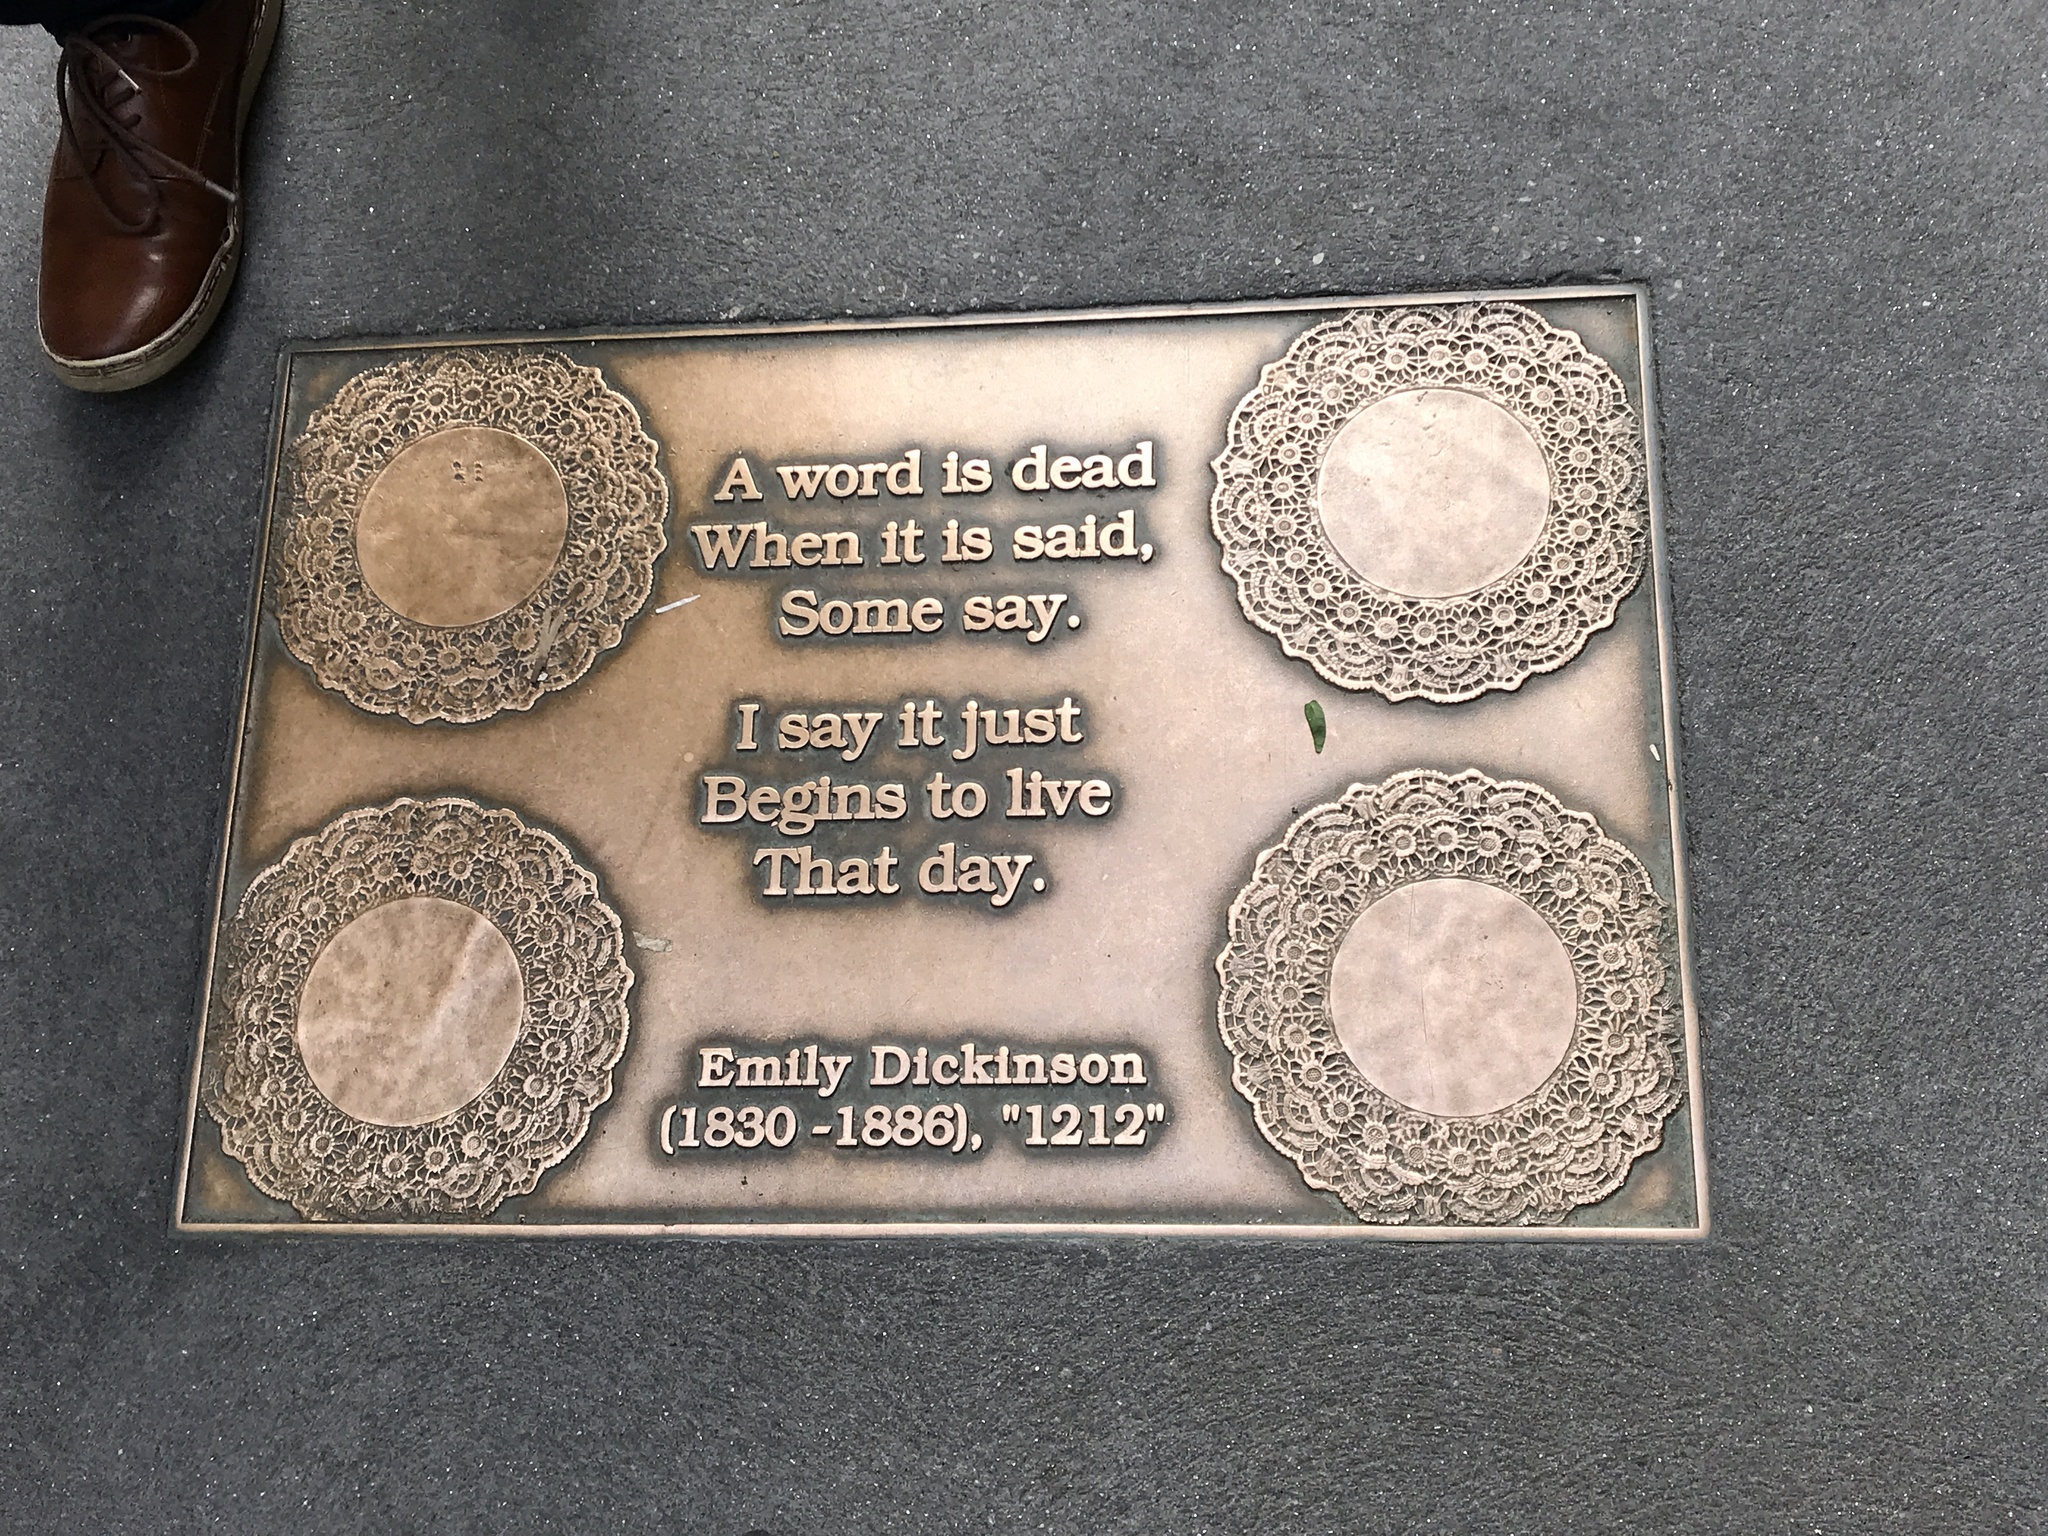 A word is dead
When it is said,
Some say.
I say it just
Begins to live
That day.
Emily Dickinson
(1830 -1886), "1212"